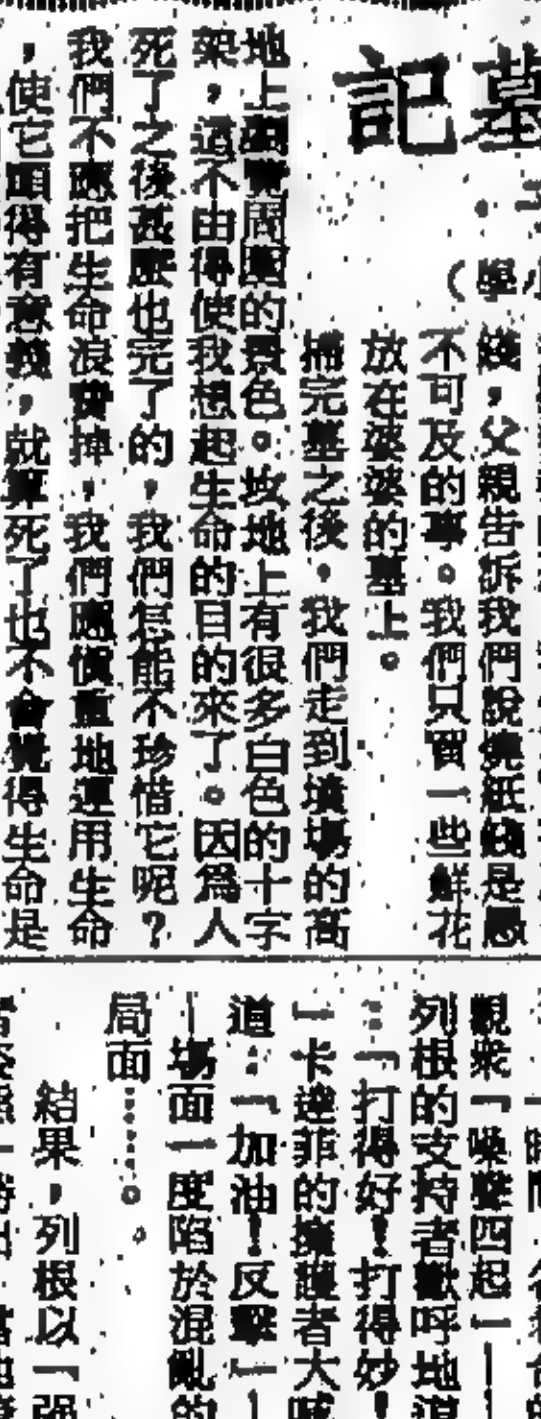 墓
記
學
錢，父親告訴我們說燒紙錢是愚
不可及的事。我們只買一些鮮花
放在婆婆的墓上。
掃完墓之後，我們走到墳場的高
地上四覽周圍的景色。坟地上有很多白色的十字
架，這不由得使我想起生命的目的來了。因為人
死了之後甚麼也完了的，我們怎能不珍惜它呢？
我們不應把生命浪費掉，我們應慎重地運用生命
，使它顯得有意義，就算死了也不會覺得生命是
觀衆「噪聲四起」—
列根的支持者歡呼地道
：「打得好！打得妙！
」卡達菲的擁護者大喊
道：「加油！反擊」—
—場面一度陷於混亂的
局面……。
結果，列根以「强